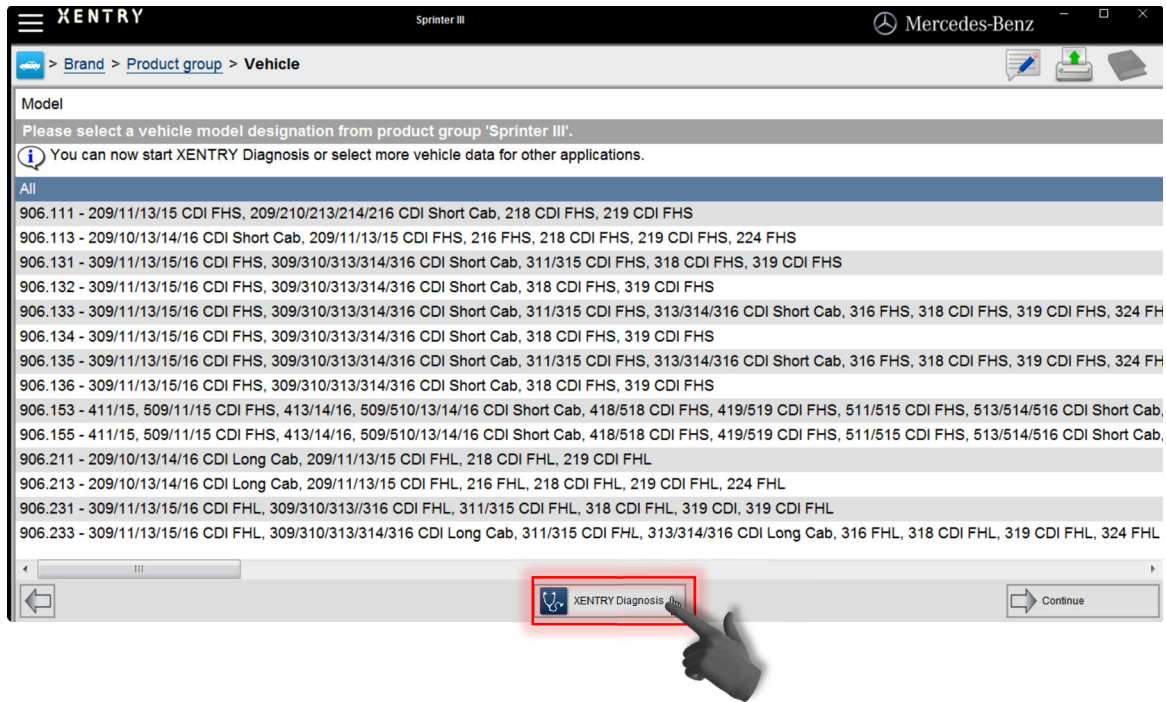 XENTRY
Sprinter III
Mercedes-Benz
> Brand > Product group > Vehicle
Model
Please select a vehicle model designation from product group 'Sprinter III'.
You can now start XENTRY Diagnosis or select more vehicle data for other applications.
All
906.111 - 209/11/13/15 CDI FHS, 209/210/213/214/216 CDI Short Cab, 218 CDI FHS, 219 CDI FHS
906.113 - 209/10/13/14/16 CDI Short Cab, 209/11/13/15 CDI FHS, 216 FHS, 218 CDI FHS, 219 CDI FHS, 224 FHS
906.131 - 309/11/13/15/16 CDI FHS, 309/310/313/314/316 CDI Short Cab, 311/315 CDI FHS, 318 CDI FHS, 319 CDI FHS
906.132 - 309/11/13/15/16 CDI FHS, 309/310/313/314/316 CDI Short Cab, 318 CDI FHS, 319 CDI FHS
906.133 - 309/11/13/15/16 CDI FHS, 309/310/313/314/316 CDI Short Cab, 311/315 CDI FHS, 313/314/316 CDI Short Cab, 316 FHS, 318 CDI FHS, 319 CDI FHS, 324 FH
906.134 - 309/11/13/15/16 CDI FHS, 309/310/313/314/316 CDI Short Cab, 318 CDI FHS, 319 CDI FHS
906.135 - 309/11/13/15/16 CDI FHS, 309/310/313/314/316 CDI Short Cab, 311/315 CDI FHS, 313/314/316 CDI Short Cab, 316 FHS, 318 CDI FHS, 319 CDI FHS, 324 FH
906.136 - 309/11/13/15/16 CDI FHS, 309/310/313/314/316 CDI Short Cab, 318 CDI FHS, 319 CDI FHS
906.153 - 411/15, 509/11/15 CDI FHS, 413/14/16, 509/510/13/14/16 CDI Short Cab, 418/518 CDI FHS, 419/519 CDI FHS, 511/515 CDI FHS, 513/514/516 CDI Short Cab,
906.155 - 411/15, 509/11/15 CDI FHS, 413/14/16, 509/510/13/14/16 CDI Short Cab, 418/518 CDI FHS, 419/519 CDI FHS, 511/515 CDI FHS, 513/514/516 CDI Short Cab,
906.211 - 209/10/13/14/16 CDI Long Cab, 209/11/13/15 CDI FHL, 218 CDI FHL, 219 CDI FHL
906.213 - 209/10/13/14/16 CDI Long Cab, 209/11/13/15 CDI FHL, 216 FHL, 218 CDI FHL, 219 CDI FHL, 224 FHL
906.231 - 309/11/13/15/16 CDI FHL, 309/310/313//316 CDI FHL, 311/315 CDI FHL, 318 CDI FHL, 319 CDI, 319 CDI FHL
906.233 - 309/11/13/15/16 CDI FHL, 309/310/313/314/316 CDI Long Cab, 311/315 CDI FHL, 313/314/316 CDI Long Cab, 316 FHL, 318 CDI FHL, 319 CDI FHL, 324 FHL
XENTRY Diagnosis
Continue